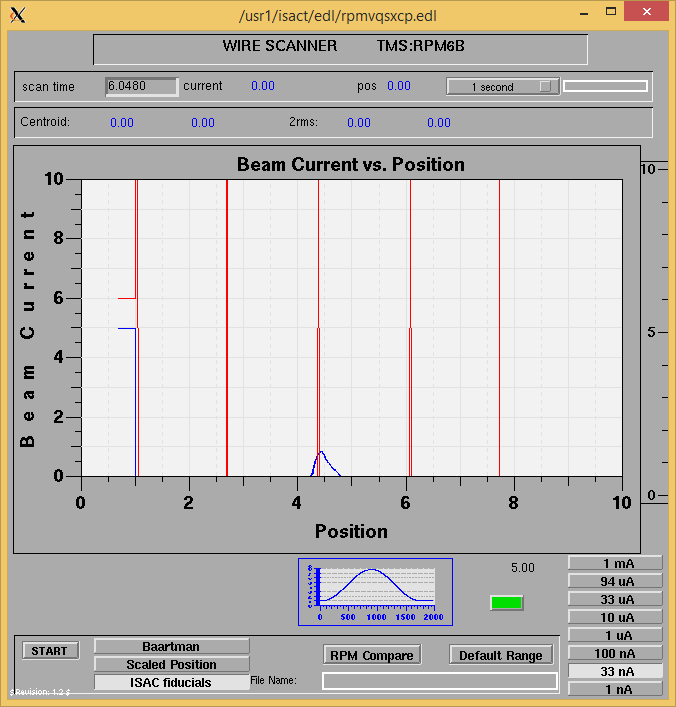 /usr1/isact/edl/rpmvqsxcp.edl
WIRE SCANNER TMS:RPM6B
scan time 6.0480 current 0.00 pos 0.00 1 second
Centroid: 0.00 0.00 2rms: 0.00 0.00
Beam Current vs. Position
10
8
6
4
2
0
Beam Current
0 2 4 6 8 10
Position
10
5
0
8
0 500 1000 1500 2000
5.00
1 mA
94 uA
33 uA
10 uA
1 uA
100 nA
33 nA
1 nA
START
Baartman
Scaled Position
ISAC fiducials
RPM Compare
Default Range
File Name:
$Revision: 1.2 $